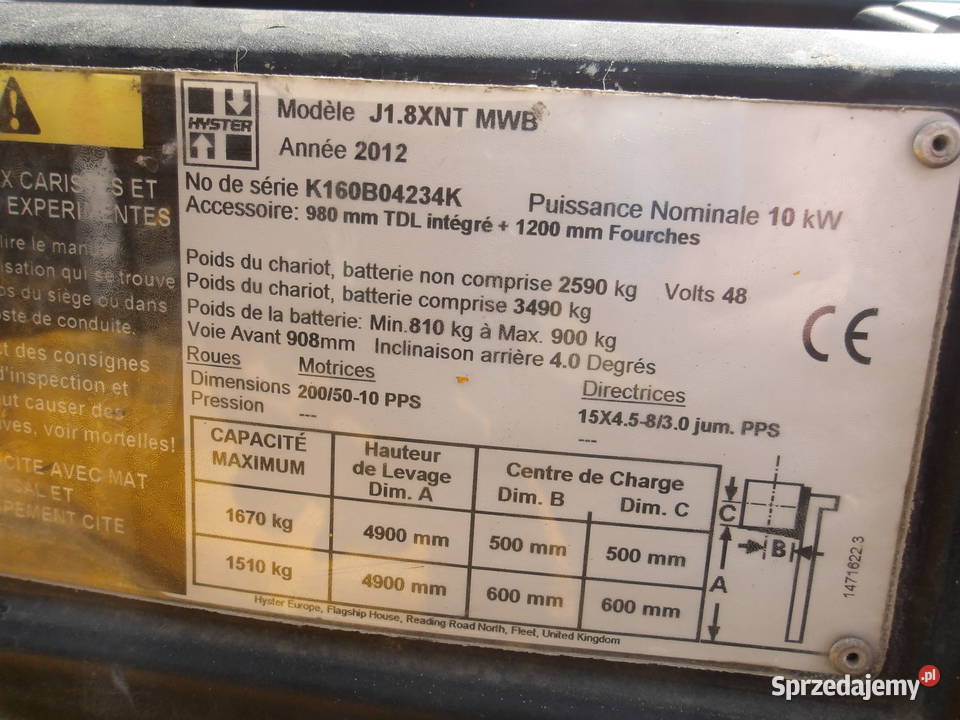 HYSTER
Modèle J1.8XNT MWB
Année 2012
No de série K160B04234K
Puissance Nominale 10 kW
Accessoire: 980 mm TDL intégré + 1200 mm Fourches
Poids du chariot, batterie non comprise 2590 kg Volts 48
Poids du chariot, batterie comprise 3490 kg
Poids de la batterie: Min.810 kg à Max. 900 kg
Voie Avant 908mm Inclinaison arrière 4.0 Degrés
CE
Roues Motrices Directrices
Dimensions 200/50-10 PPS 15X4.5-8/3.0 jum. PPS
Pression --- ---
CAPACITÉ MAXIMUM
Hauteur de Levage Dim. A
Centre de Charge
Dim. B Dim. C
1670 kg 4900 mm 500 mm 500 mm
1510 kg 4900 mm 600 mm 600 mm
C
B
A
1471622.3
Hyster Europe, Flagship House, Reading Road North, Fleet, United Kingdom
X CARISTES ET
EXPERIMENTES
lire le manuel
isation qui se trouve
os du siège ou dans
oste de conduite.
ct des consignes
d'inspection et
ut causer des
ves, voir mortelles!
CITE AVEC MAT
CAL ET
PEMENT CITE
Sprzedajemy.pl